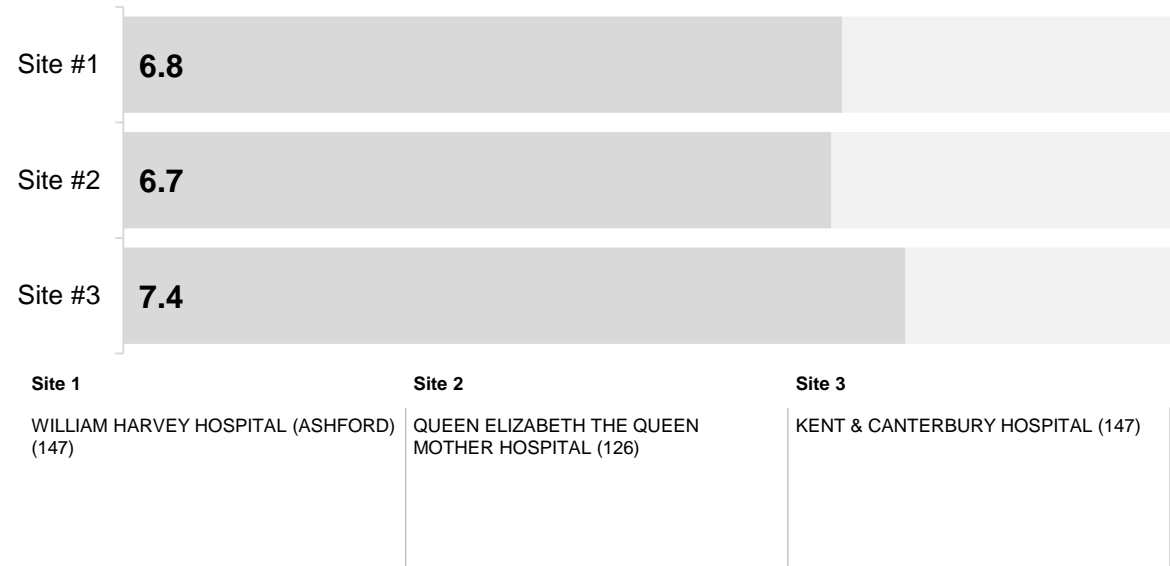 Site #1 6.8
Site #2 6.7
Site #3 7.4
Site 1
WILLIAM HARVEY HOSPITAL (ASHFORD)
(147)
Site 2
QUEEN ELIZABETH THE QUEEN
MOTHER HOSPITAL (126)
Site 3
KENT & CANTERBURY HOSPITAL (147)